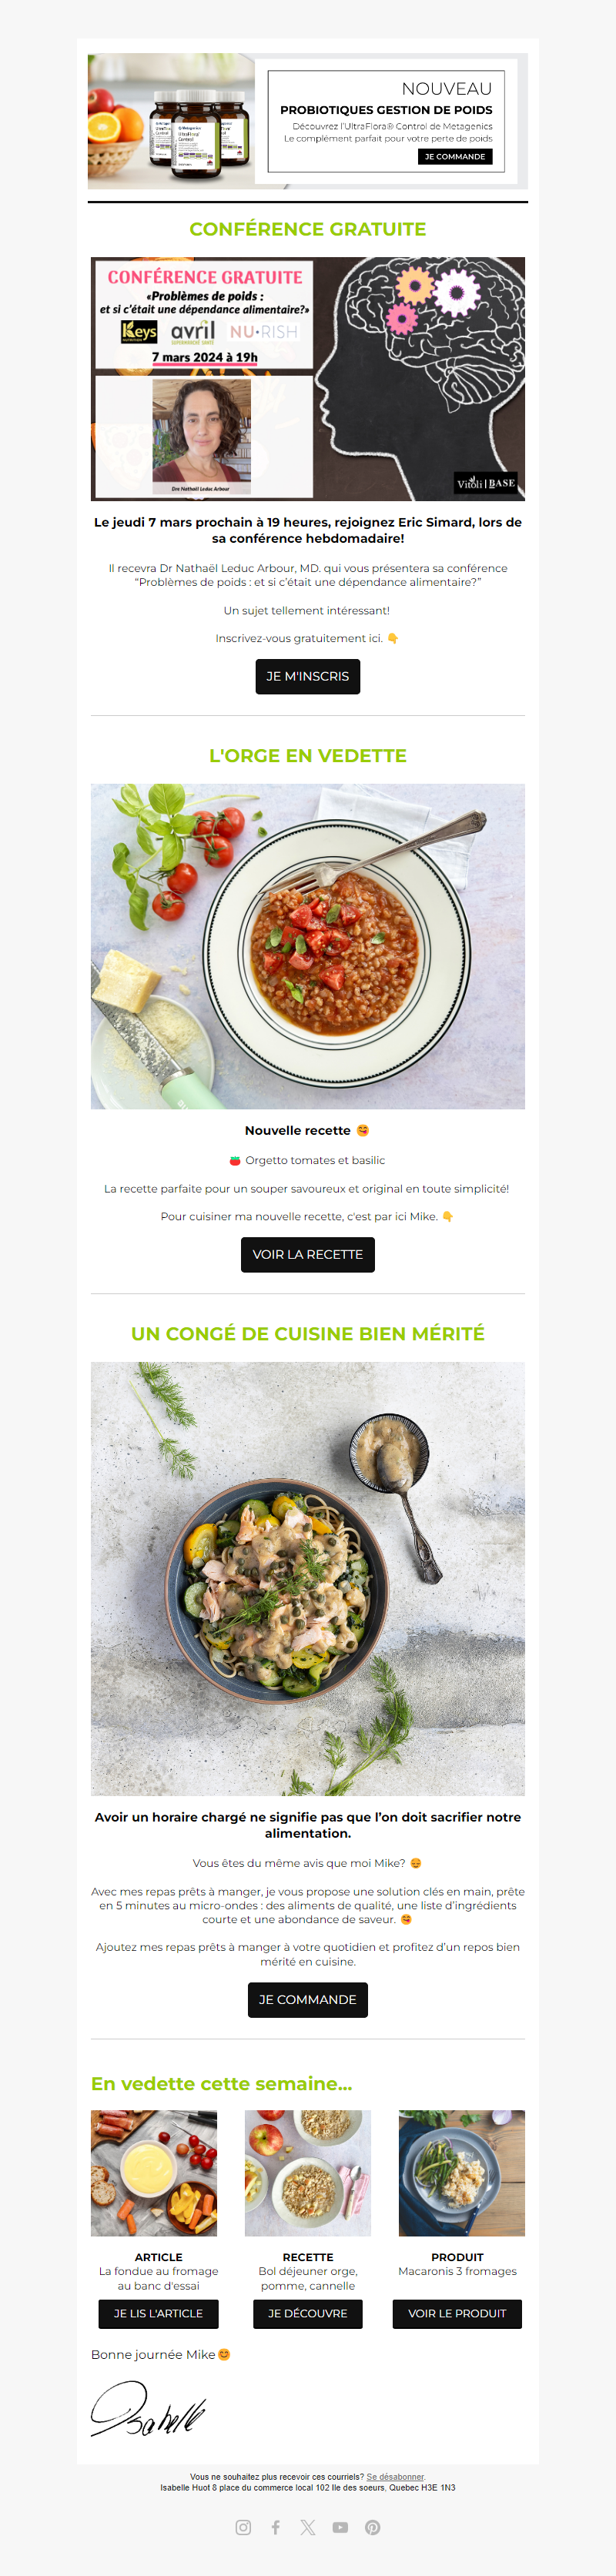 NOUVEAU
PROBIOTIQUES GESTION DE POIDS
Découvrez l'UltraFlora® Control de Metagenics
Le complément parfait pour votre perte de poids
JE COMMANDE
Metagenics
UltraFlora
Control
CONFÉRENCE GRATUITE
CONFÉRENCE GRATUITE
«Problèmes de poids :
et si c'était une dépendance alimentaire?»
Keys
avril
SUPERMARCHÉ SANTÉ
NU·RISH
7 mars 2024 à 19h
Dre Nathaël Leduc Arbour
Vitoli | LBASE
Le jeudi 7 mars prochain à 19 heures, rejoignez Eric Simard, lors de
sa conférence hebdomadaire!
Il recevra Dr Nathaël Leduc Arbour, MD. qui vous présentera sa conférence
“Problèmes de poids : et si c’était une dépendance alimentaire?”
Un sujet tellement intéressant!
Inscrivez-vous gratuitement ici. 👇
JE M'INSCRIS
L'ORGE EN VEDETTE
Nouvelle recette 😋
🍅 Orgetto tomates et basilic
La recette parfaite pour un souper savoureux et original en toute simplicité!
Pour cuisiner ma nouvelle recette, c'est par ici Mike. 👇
VOIR LA RECETTE
UN CONGÉ DE CUISINE BIEN MÉRITÉ
Avoir un horaire chargé ne signifie pas que l’on doit sacrifier notre
alimentation.
Vous êtes du même avis que moi Mike? 😌
Avec mes repas prêts à manger, je vous propose une solution clés en main, prête
en 5 minutes au micro-ondes : des aliments de qualité, une liste d’ingrédients
courte et une abondance de saveur. 😋
Ajoutez mes repas prêts à manger à votre quotidien et profitez d’un repos bien
mérité en cuisine.
JE COMMANDE
En vedette cette semaine...
ARTICLE
La fondue au fromage
au banc d'essai
JE LIS L'ARTICLE
RECETTE
Bol déjeuner orge,
pomme, cannelle
JE DÉCOUVRE
PRODUIT
Macaronis 3 fromages
VOIR LE PRODUIT
Bonne journée Mike😊
Isabelle
Vous ne souhaitez plus recevoir ces courriels? Se désabonner.
Isabelle Huot 8 place du commerce local 102 Ile des soeurs, Quebec H3E 1N3